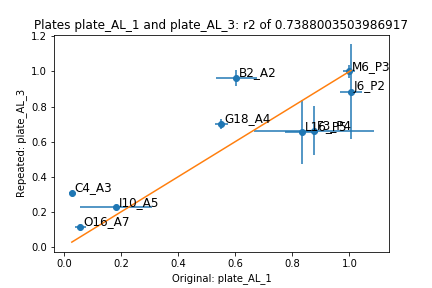 Plates plate_AL_1 and plate_AL_3: r2 of 0.7388003503986917
1.2
1.0
0.8
0.6
0.4
0.2
0.0
Repeated: plate_AL_3
M6_P3
B2_A2
J6_P2
G18_A4
C4_A3
I10_A5
O16_A7
0.0
0.2
0.4
0.6
0.8
1.0
Original: plate_AL_1